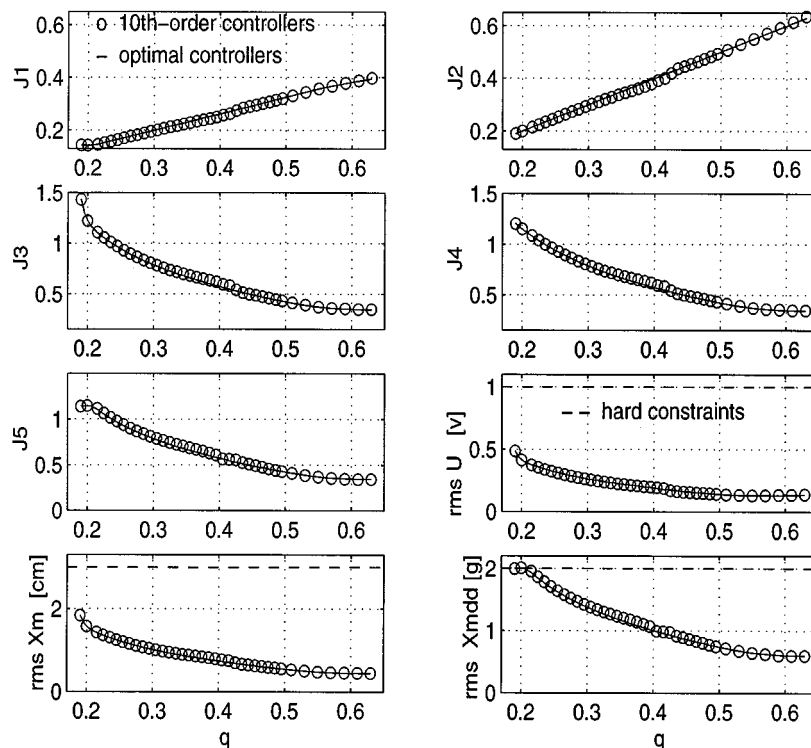 0.6
0.4
0.2
J1
o 10th-order controllers
– optimal controllers
0.2 0.3 0.4 0.5 0.6
0.6
0.4
0.2
J2
0.2 0.3 0.4 0.5 0.6
1.5
1
0.5
J3
0.2 0.3 0.4 0.5 0.6
1.5
1
0.5
J4
0.2 0.3 0.4 0.5 0.6
1
0.5
0
J5
0.2 0.3 0.4 0.5 0.6
1
0.5
0
rms U [v]
– – hard constraints
0.2 0.3 0.4 0.5 0.6
2
0
rms Xm [cm]
0.2 0.3 0.4 0.5 0.6
q
2
1
0
rms Xmdd [g]
0.2 0.3 0.4 0.5 0.6
q